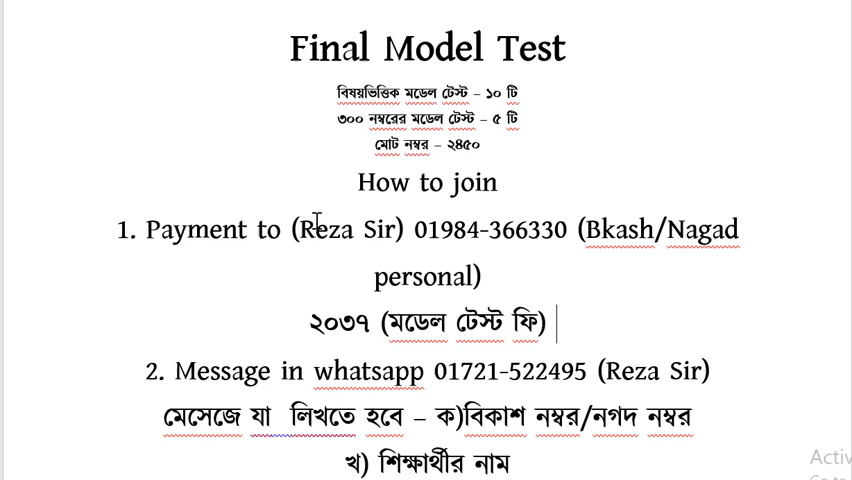 Final Model Test
বিষয়ভিত্তিক মডেল টেস্ট – ১০ টি
৩০০ নম্বরের মডেল টেস্ট – ৫ টি
মোট নম্বর – ২৪৫০
How to join
1. Payment to (Reza Sir) 01984-366330 (Bkash/Nagad
personal)
২০৩৭ (মডেল টেস্ট ফি)
2. Message in whatsapp 01721-522495 (Reza Sir)
মেসেজে যা লিখতে হবে – ক)বিকাশ নম্বর/নগদ নম্বর
খ) শিক্ষার্থীর নাম
Activ